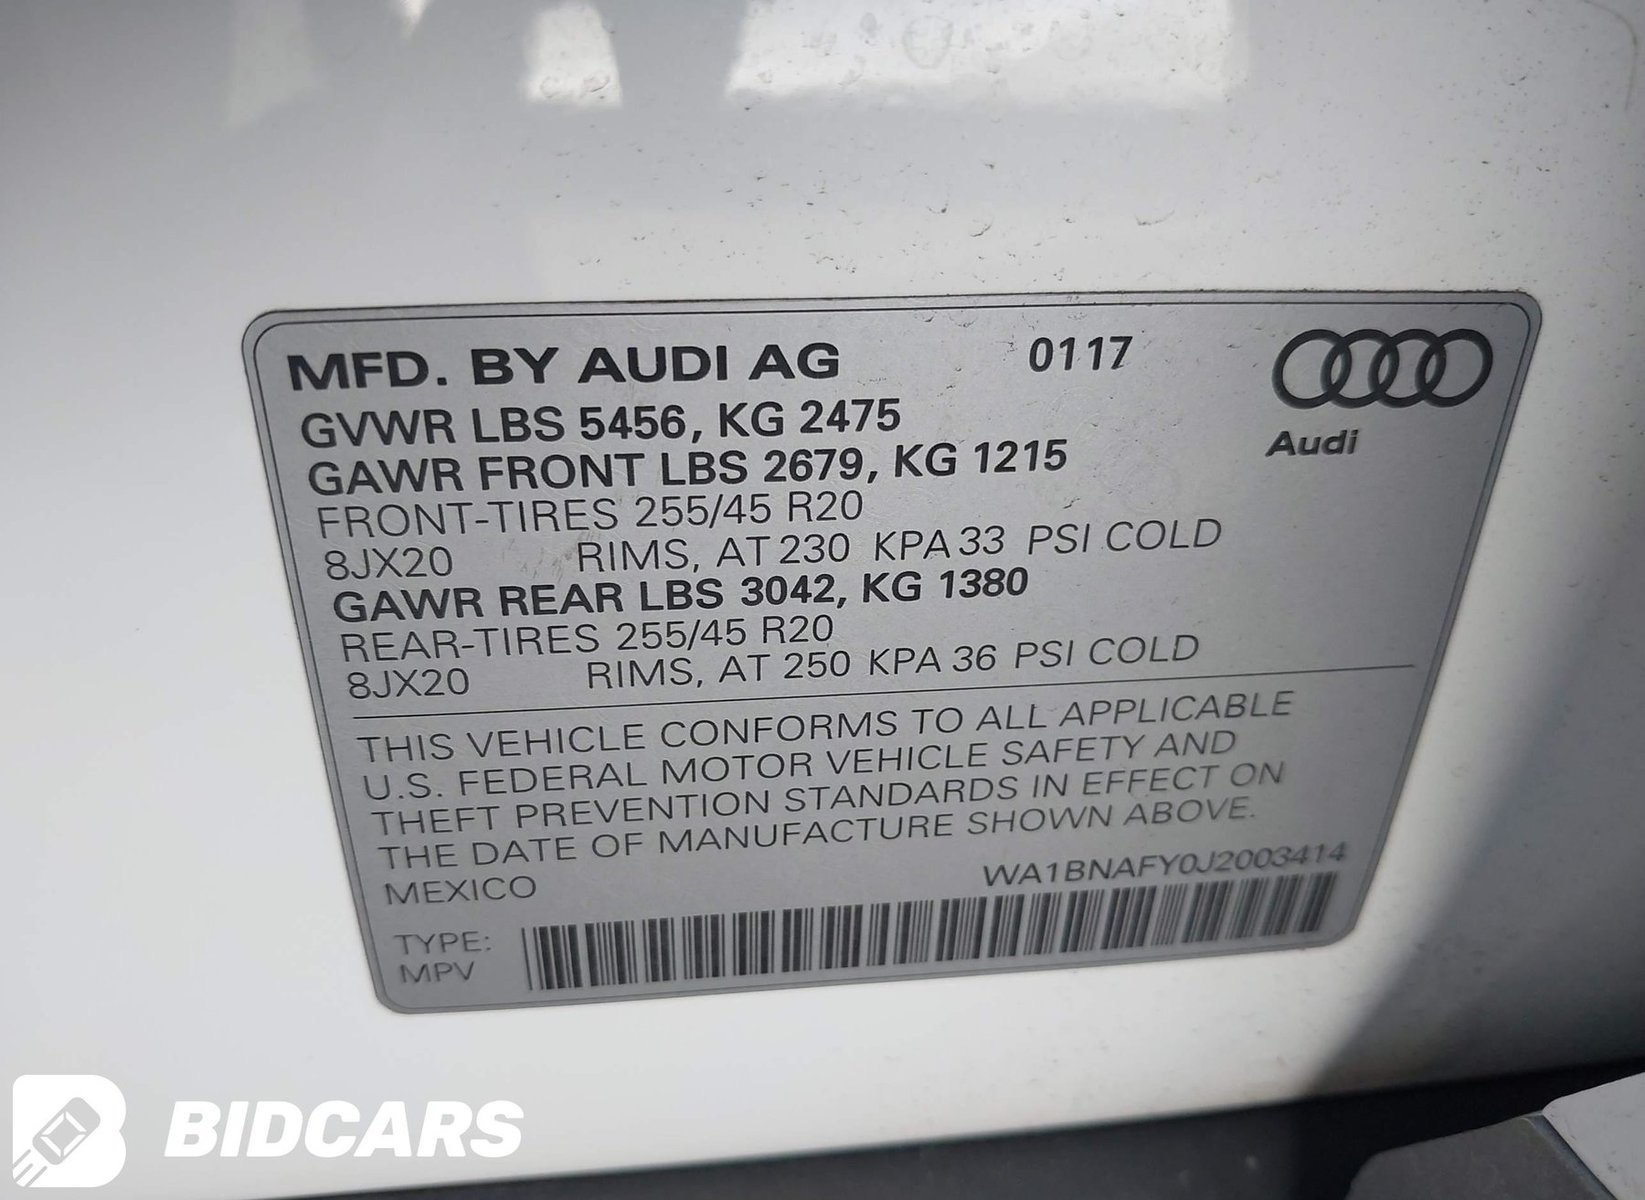 MFD. BY AUDI AG 0117
GVWR LBS 5456, KG 2475
Audi
GAWR FRONT LBS 2679, KG 1215
FRONT-TIRES 255/45 R20
8JX20 RIMS, AT 230 KPA 33 PSI COLD
GAWR REAR LBS 3042, KG 1380
REAR-TIRES 255/45 R20
8JX20 RIMS, AT 250 KPA 36 PSI COLD
THIS VEHICLE CONFORMS TO ALL APPLICABLE
U.S. FEDERAL MOTOR VEHICLE SAFETY AND
THEFT PREVENTION STANDARDS IN EFFECT ON
THE DATE OF MANUFACTURE SHOWN ABOVE.
MEXICO WA1BNAFY0J2003414
TYPE:
MPV
BIDCARS